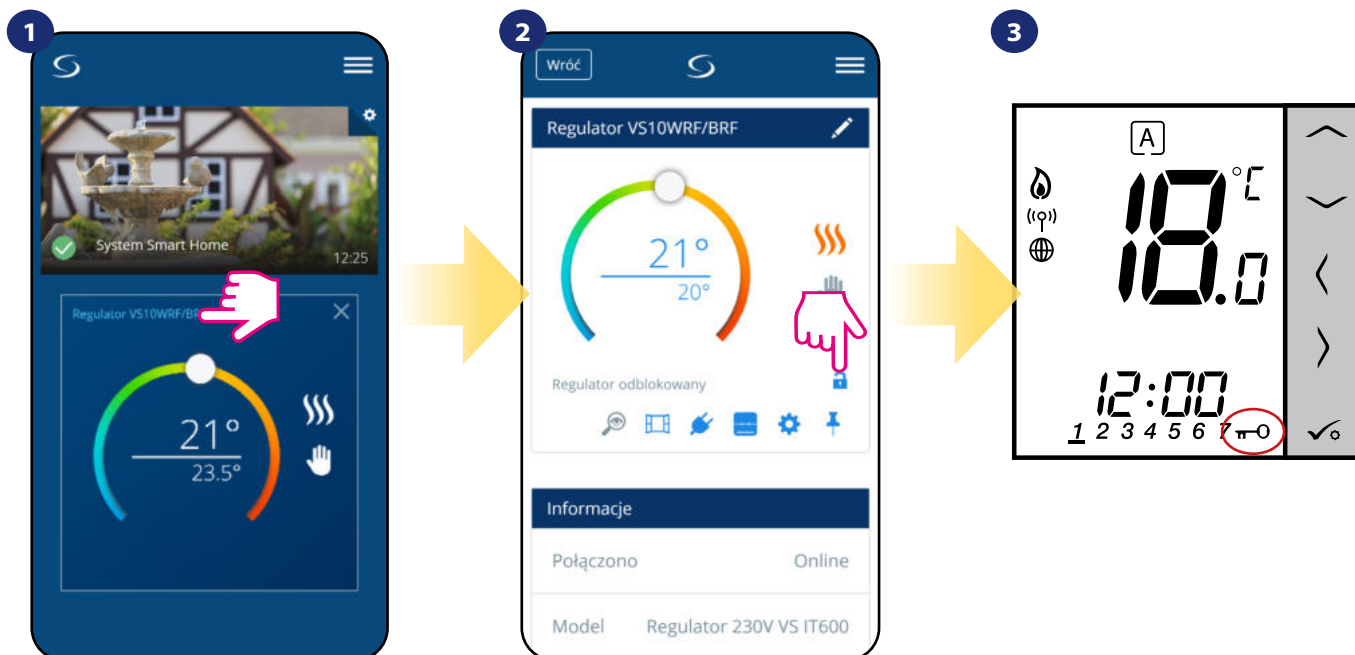 1
System Smart Home
12:25
Regulator VS10WRF/BR
21°
23.5°
2
Wróć
Regulator VS10WRF/BRF
21°
20°
Regulator odblokowany
Informacje
Połączono Online
Model Regulator 230V VS IT600
3
A
18.0 °C
12:00
1 2 3 4 5 6 7